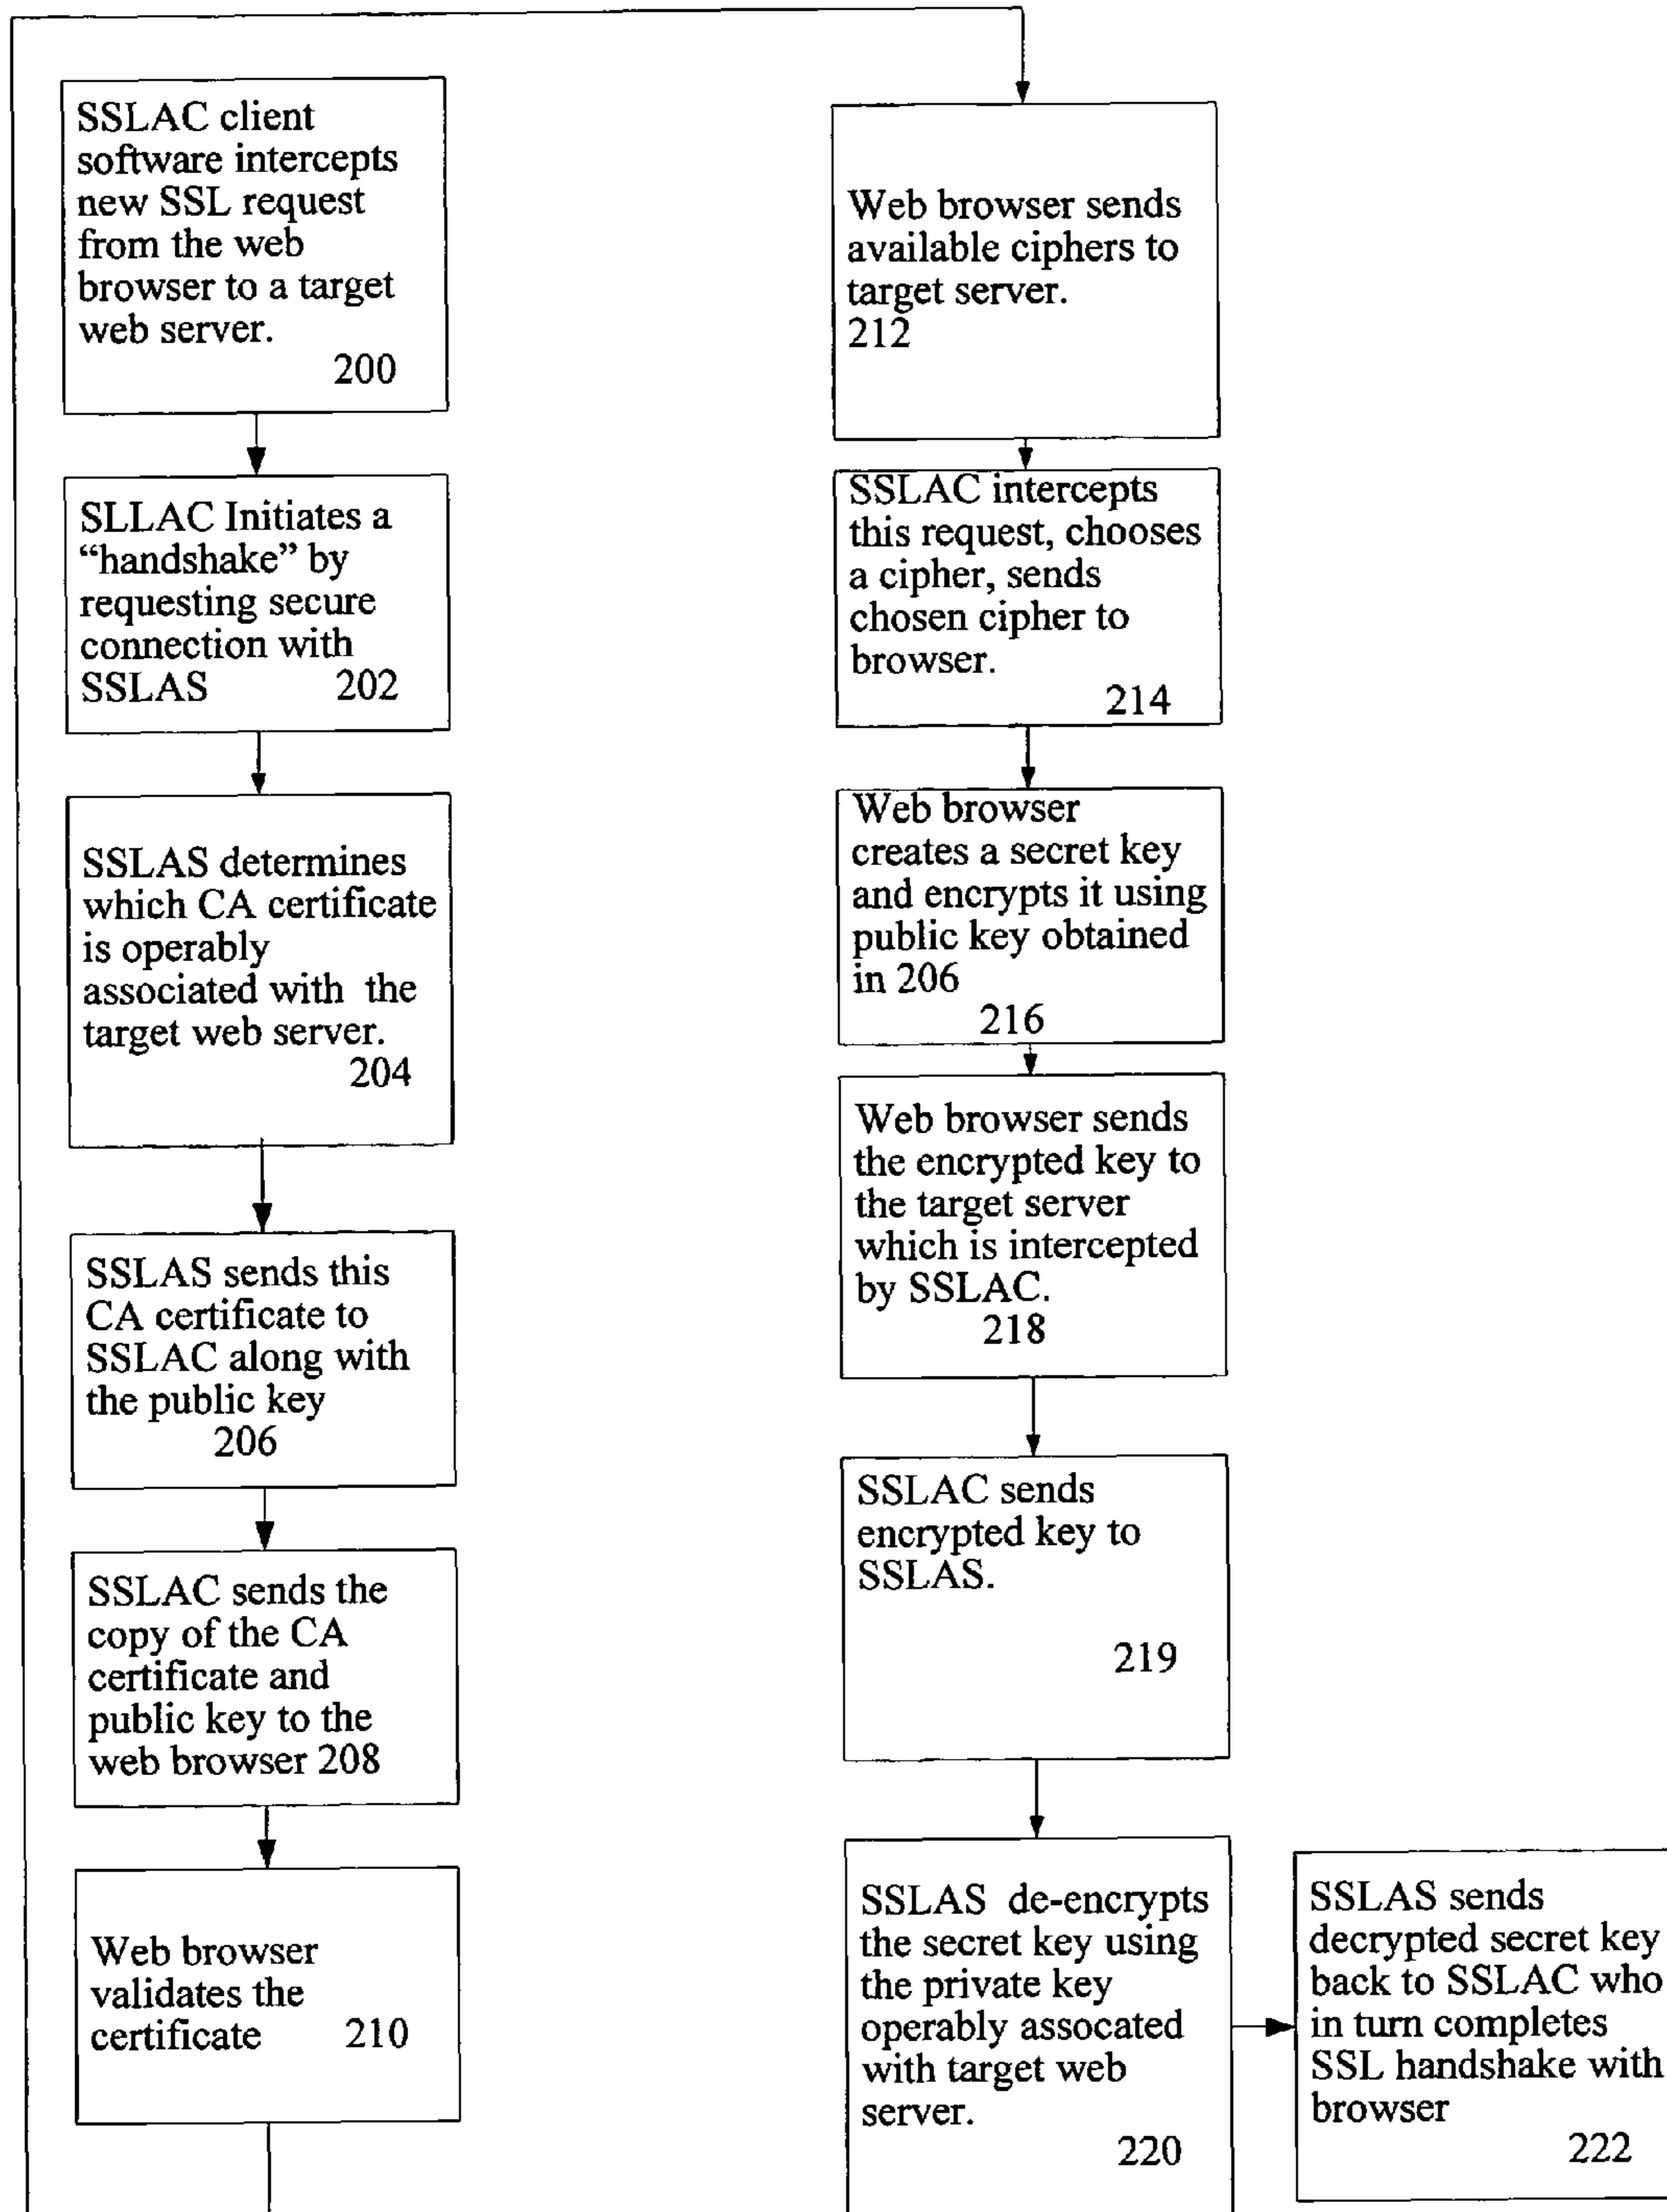 SSLAC client
software intercepts
new SSL request
from the web
browser to a target
web server.
200
SLLAC Initiates a
“handshake” by
requesting secure
connection with
SSLAS 202
SSLAS determines
which CA certificate
is operably
associated with the
target web server.
204
SSLAS sends this
CA certificate to
SSLAC along with
the public key
206
SSLAC sends the
copy of the CA
certificate and
public key to the
web browser 208
Web browser
validates the
certificate 210
Web browser sends
available ciphers to
target server.
212
SSLAC intercepts
this request, chooses
a cipher, sends
chosen cipher to
browser.
214
Web browser
creates a secret key
and encrypts it using
public key obtained
in 206
216
Web browser sends
the encrypted key to
the target server
which is intercepted
by SSLAC.
218
SSLAC sends
encrypted key to
SSLAS.
219
SSLAS de-encrypts
the secret key using
the private key
operably assocated
with target web
server.
220
SSLAS sends
decrypted secret key
back to SSLAC who
in turn completes
SSL handshake with
browser
222